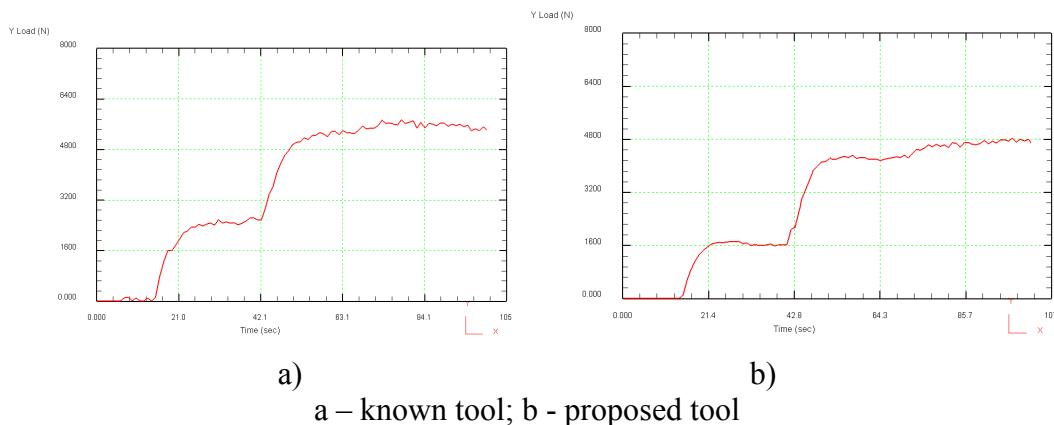 Y Load (N)
8000
6400
4800
3200
1600
0.000
0.000 21.0 42.1 63.1 84.1 105
Time (sec)
Y
X
a)
Y Load (N)
8000
6400
4800
3200
1600
0.000
0.000 21.4 42.8 64.3 85.7 107
Time (sec)
Y
X
b)
a – known tool; b - proposed tool